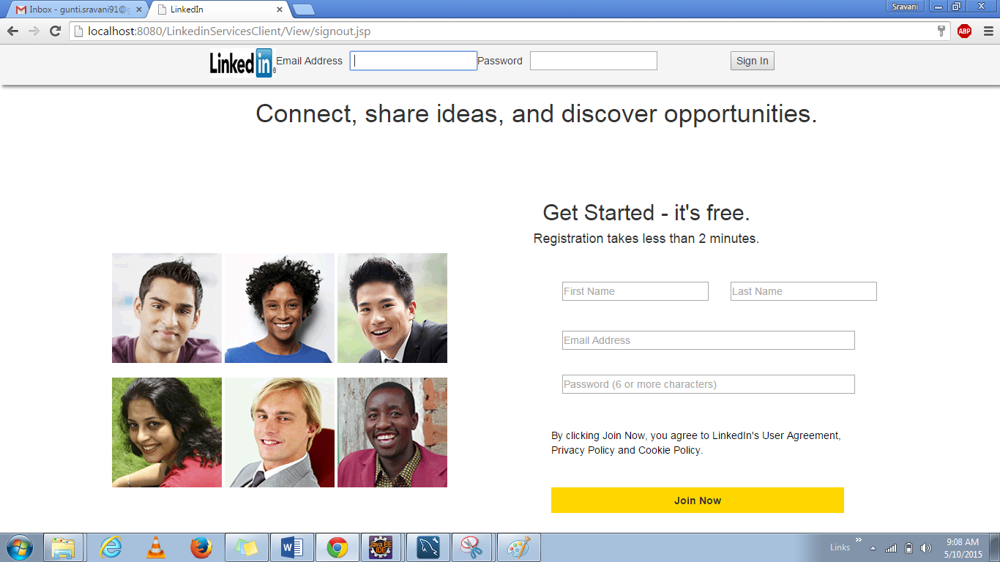 Inbox - gunti.sravani91@g
LinkedIn
Sravani
localhost:8080/LinkedinServicesClient/View/signout.jsp
ABP
Linked in ® Email Address Password Sign In
Connect, share ideas, and discover opportunities.
Get Started - it's free.
Registration takes less than 2 minutes.
First Name Last Name
Email Address
Password (6 or more characters)
By clicking Join Now, you agree to LinkedIn's User Agreement,
Privacy Policy and Cookie Policy.
Join Now
Java EE
IDE
Links
9:08 AM
5/10/2015